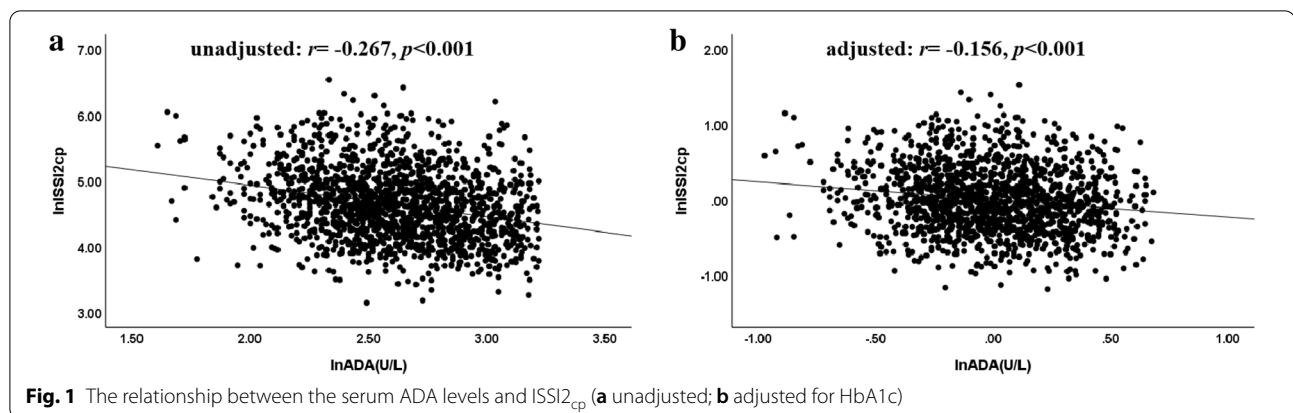 a
unadjusted: r= -0.267, p<0.001
7.00
6.00
5.00
4.00
3.00
lnISSI2cp
1.50 2.00 2.50 3.00 3.50
lnADA(U/L)
b
adjusted: r= -0.156, p<0.001
2.00
1.00
.00
-1.00
lnISSI2cp
-1.00 -.50 .00 .50 1.00
lnADA(U/L)
Fig. 1 The relationship between the serum ADA levels and ISSI2cp (a unadjusted; b adjusted for HbA1c)